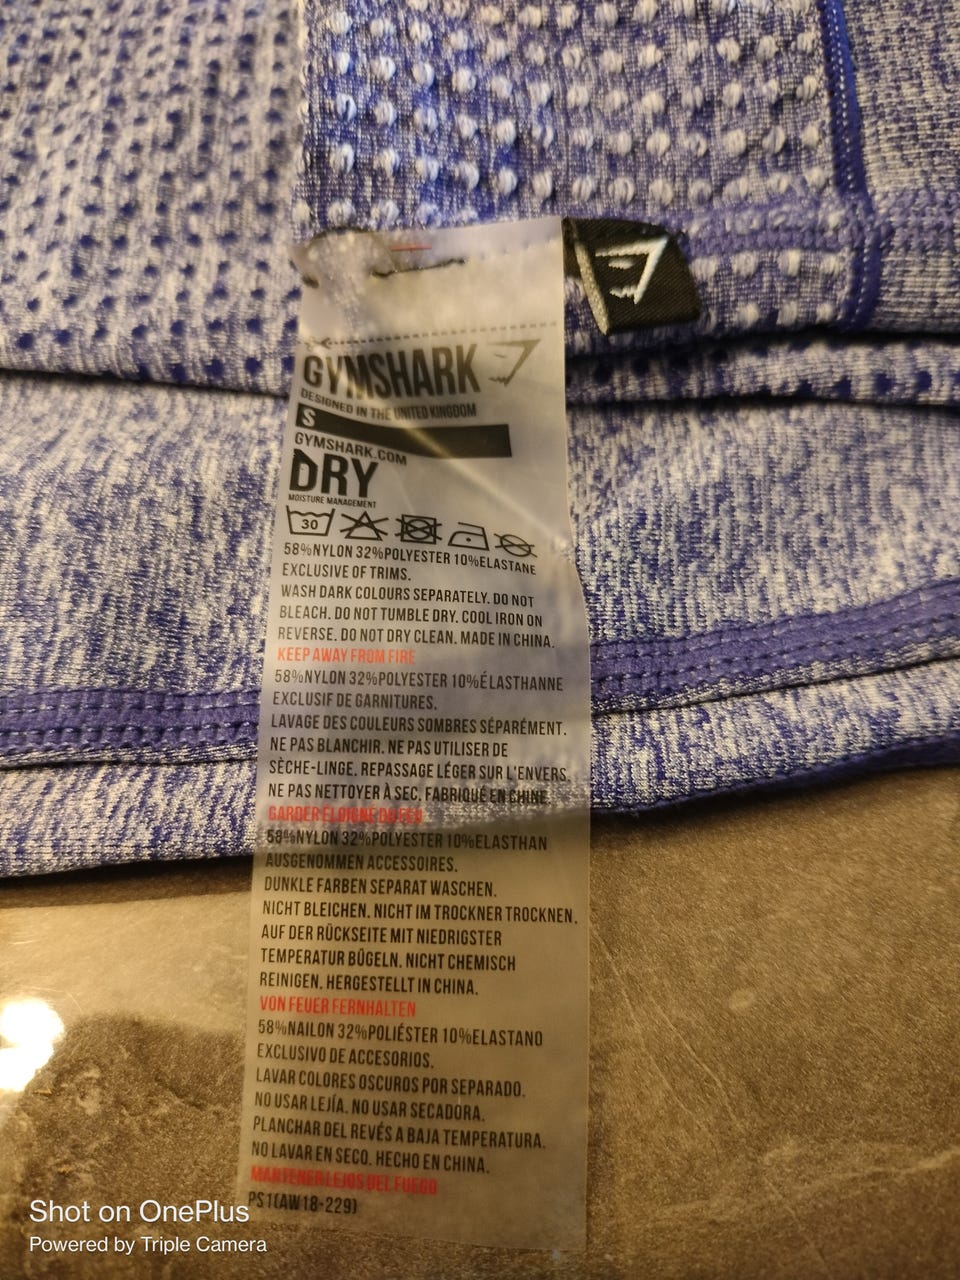 GYMSHARK
DESIGNED IN THE UNITED KINGDOM
S
GYMSHARK.COM
DRY
MOISTURE MANAGEMENT
30
58%NYLON 32%POLYESTER 10%ELASTANE
EXCLUSIVE OF TRIMS.
WASH DARK COLOURS SEPARATELY. DO NOT
BLEACH. DO NOT TUMBLE DRY. COOL IRON ON
REVERSE. DO NOT DRY CLEAN. MADE IN CHINA.
KEEP AWAY FROM FIRE
58%NYLON 32%POLYESTER 10%ÉLASTHANNE
EXCLUSIF DE GARNITURES.
LAVAGE DES COULEURS SOMBRES SÉPARÉMENT.
NE PAS BLANCHIR. NE PAS UTILISER DE
SÈCHE-LINGE. REPASSAGE LÉGER SUR L'ENVERS.
NE PAS NETTOYER À SEC. FABRIQUÉ EN CHINE.
GARDER ÉLOIGNÉ DU FEU
58%NYLON 32%POLYESTER 10%ELASTHAN
AUSGENOMMEN ACCESSOIRES.
DUNKLE FARBEN SEPARAT WASCHEN.
NICHT BLEICHEN. NICHT IM TROCKNER TROCKNEN.
AUF DER RÜCKSEITE MIT NIEDRIGSTER
TEMPERATUR BÜGELN. NICHT CHEMISCH
REINIGEN. HERGESTELLT IN CHINA.
VON FEUER FERNHALTEN
58%NAILON 32%POLIÉSTER 10%ELASTANO
EXCLUSIVO DE ACCESORIOS.
LAVAR COLORES OSCUROS POR SEPARADO.
NO USAR LEJÍA. NO USAR SECADORA.
PLANCHAR DEL REVÉS A BAJA TEMPERATURA.
NO LAVAR EN SECO. HECHO EN CHINA.
MANTENER LEJOS DEL FUEGO
PS1(AW18-229)
Shot on OnePlus
Powered by Triple Camera